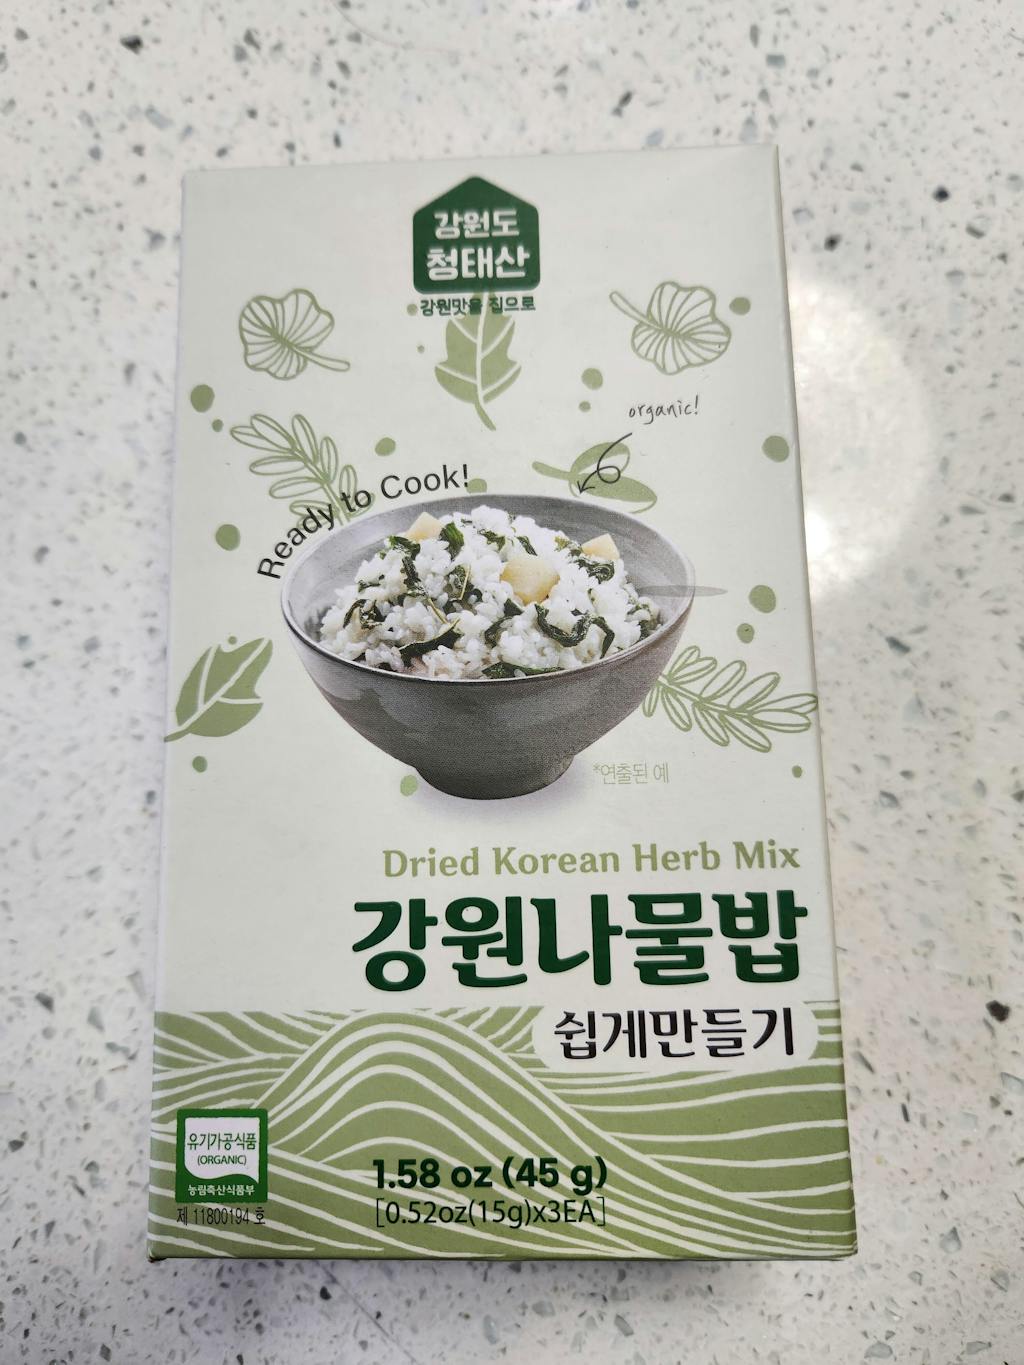 강원도
청태산
강원맛을 집으로
organic!
Ready to Cook!
*연출된 예
Dried Korean Herb Mix
강원나물밥
쉽게만들기
유기가공식품
(ORGANIC)
농림축산식품부
제 11800194 호
1.58 oz (45 g)
[0.52oz(15g)x3EA]